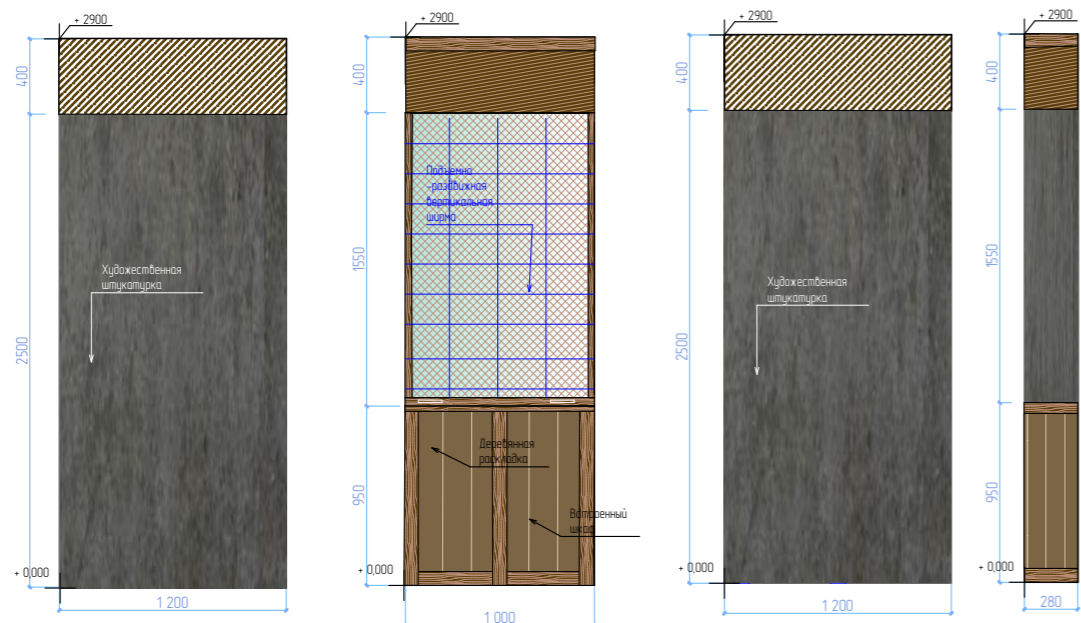 + 2900
400
2500
Художественная
штукатурка
+ 0,000
1 200
+ 2900
400
1550
950
Подъемна
-раздвижная
вертикальная
ширма
Деревянная
раскладка
Встроенный
шкаф
+ 0,000
1 000
+ 2900
400
2500
Художественная
штукатурка
+ 0,000
1 200
+ 2900
400
1550
950
+ 0,000
280